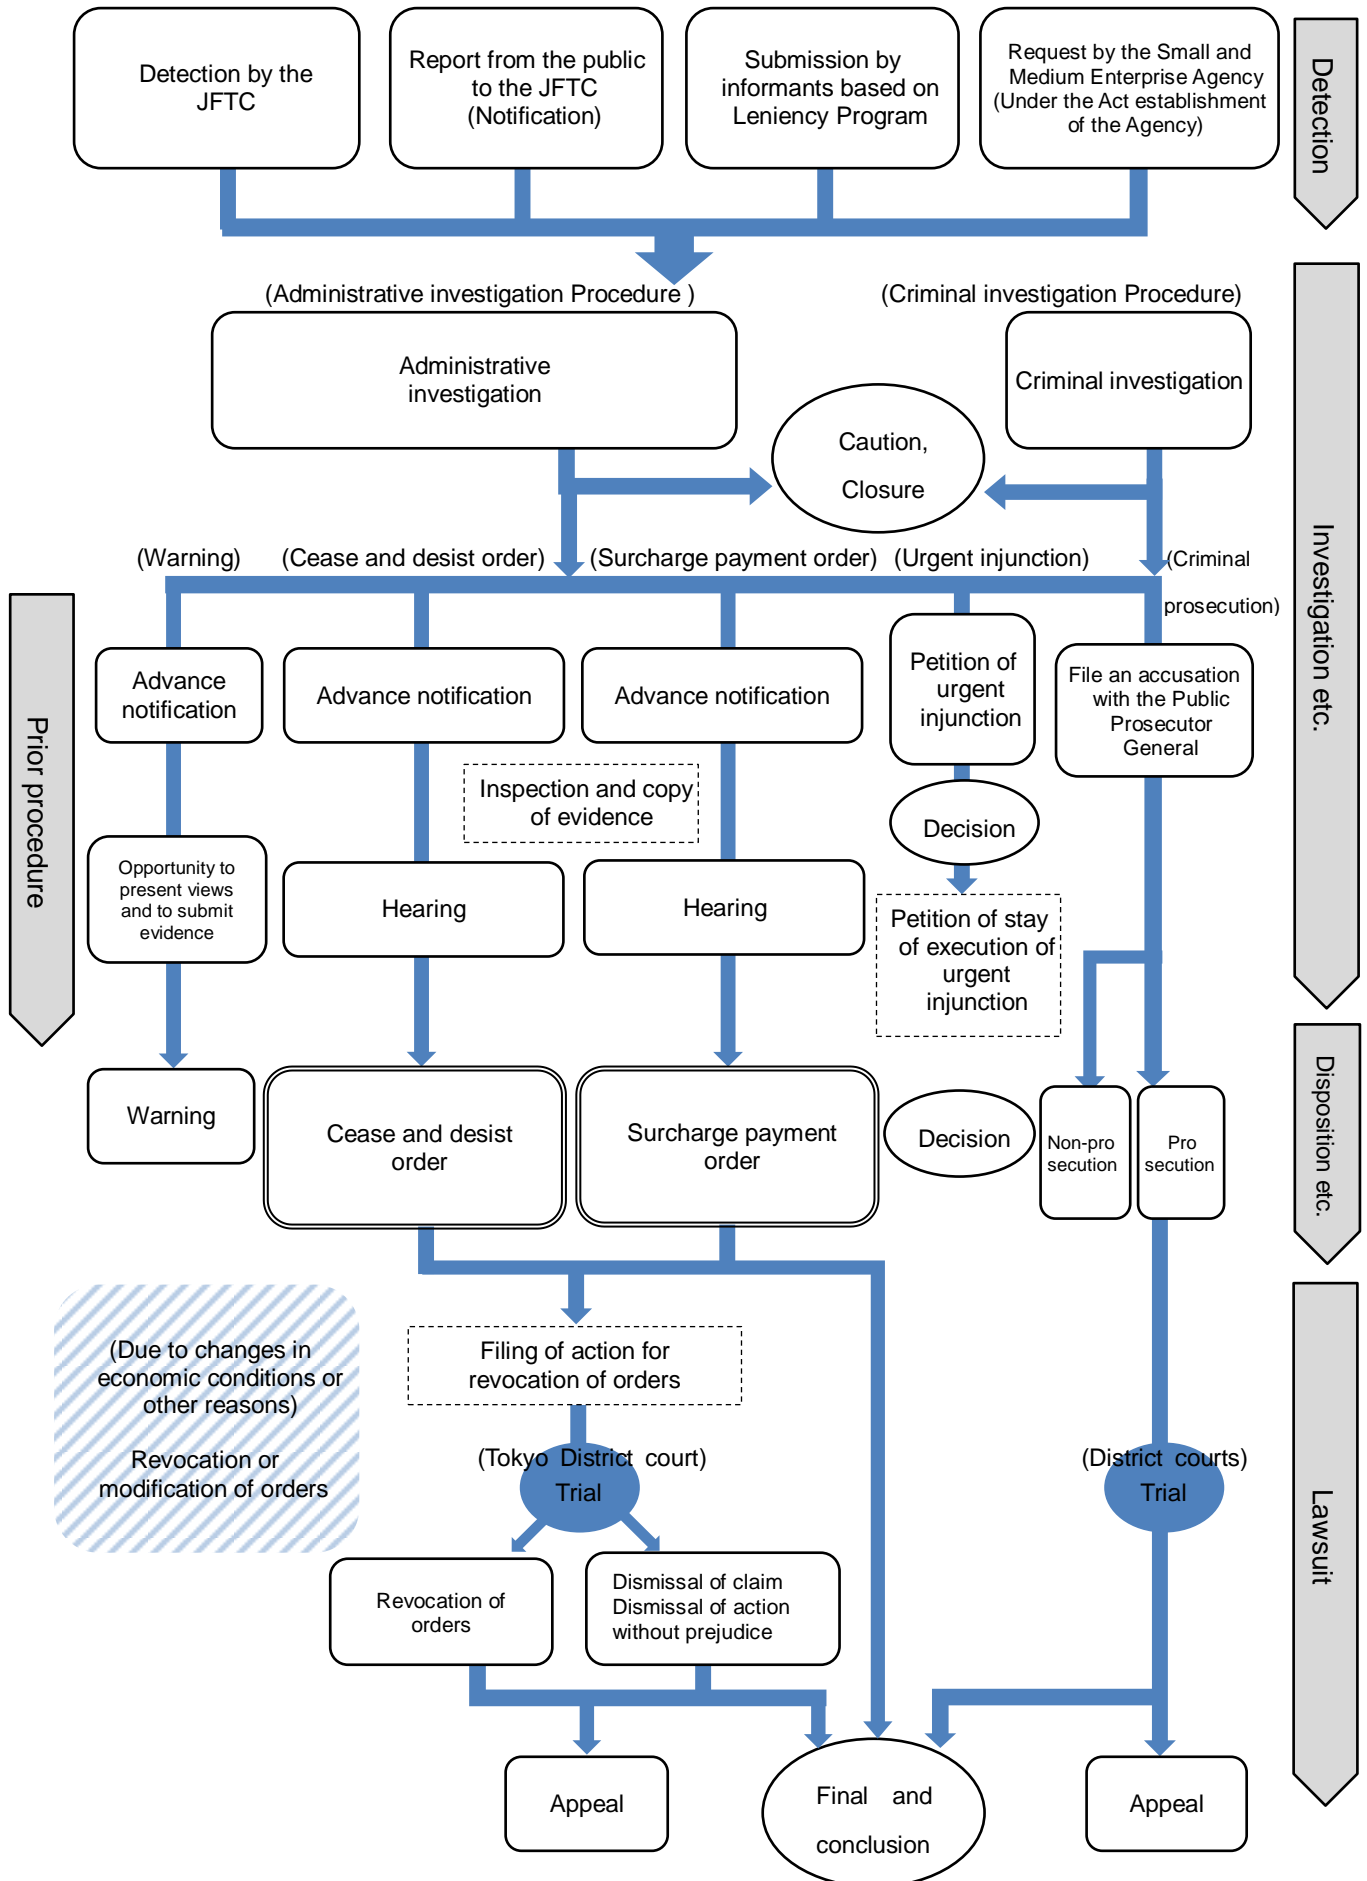 Detection by the
JFTC
Report from the public
to the JFTC
(Notification)
Submission by
informants based on
Leniency Program
Request by the Small and
Medium Enterprise Agency
(Under the Act establishment
of the Agency)
Detection
(Administrative investigation Procedure )
(Criminal investigation Procedure)
Administrative
investigation
Criminal investigation
Caution,
Closure
Investigation etc.
(Warning)
(Cease and desist order)
(Surcharge payment order)
(Urgent injunction)
(Criminal
prosecution)
Prior procedure
Advance
notification
Advance notification
Advance notification
Petition of
urgent
injunction
File an accusation
with the Public
Prosecutor
General
Inspection and copy
of evidence
Decision
Opportunity to
present views
and to submit
evidence
Hearing
Hearing
Petition of stay
of execution of
urgent
injunction
Warning
Cease and desist
order
Surcharge payment
order
Decision
Non-pro
secution
Pro
secution
Disposition etc.
(Due to changes in
economic conditions or
other reasons)
Revocation or
modification of orders
Filing of action for
revocation of orders
(Tokyo District court)
Trial
(District courts)
Trial
Lawsuit
Revocation of
orders
Dismissal of claim
Dismissal of action
without prejudice
Appeal
Final and
conclusion
Appeal